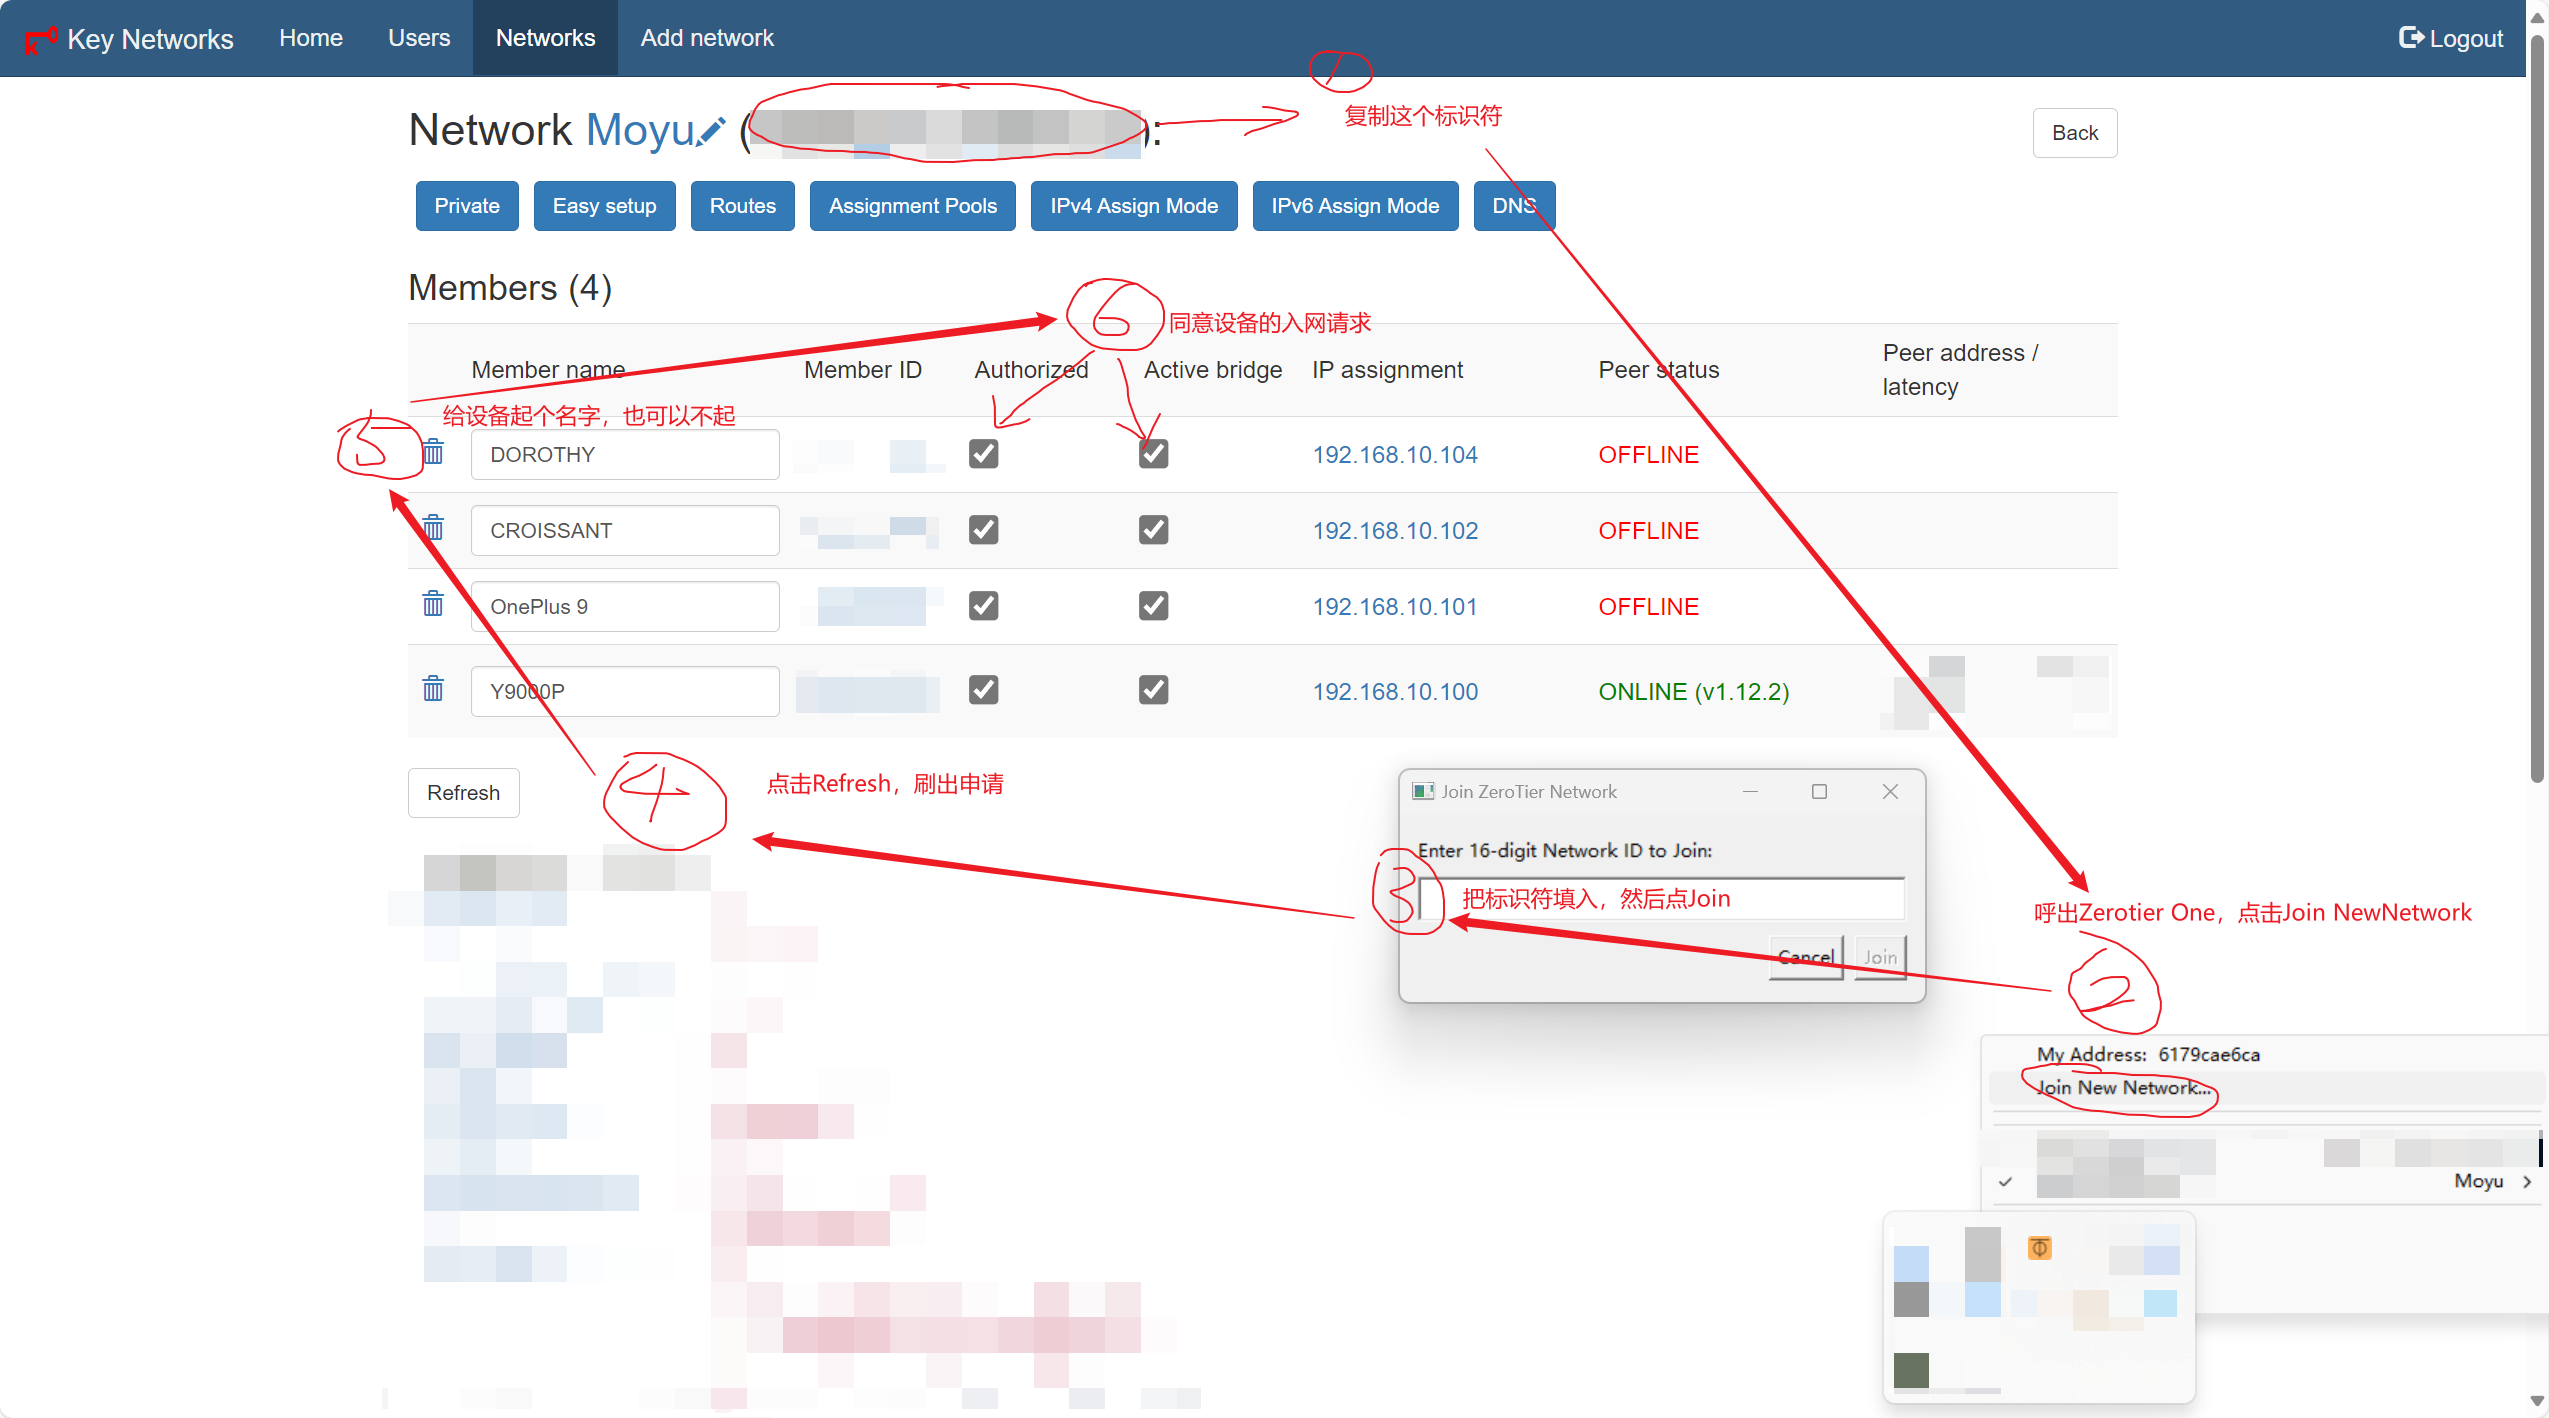 Key Networks Home Users Networks Add network Logout
1
Network Moyu ( ):
复制这个标识符
Back
Private Easy setup Routes Assignment Pools IPv4 Assign Mode IPv6 Assign Mode DNS
Members (4)
6 同意设备的入网请求
Member name Member ID Authorized Active bridge IP assignment Peer status Peer address / latency
5 给设备起个名字，也可以不起
DOROTHY 192.168.10.104 OFFLINE
CROISSANT 192.168.10.102 OFFLINE
OnePlus 9 192.168.10.101 OFFLINE
Y9000P 192.168.10.100 ONLINE (v1.12.2)
Refresh
4 点击Refresh，刷出申请
Join ZeroTier Network
Enter 16-digit Network ID to Join:
3 把标识符填入，然后点Join
Cancel Join
呼出Zerotier One，点击Join NewNetwork
2
My Address: 6179cae6ca
Join New Network...
Moyu